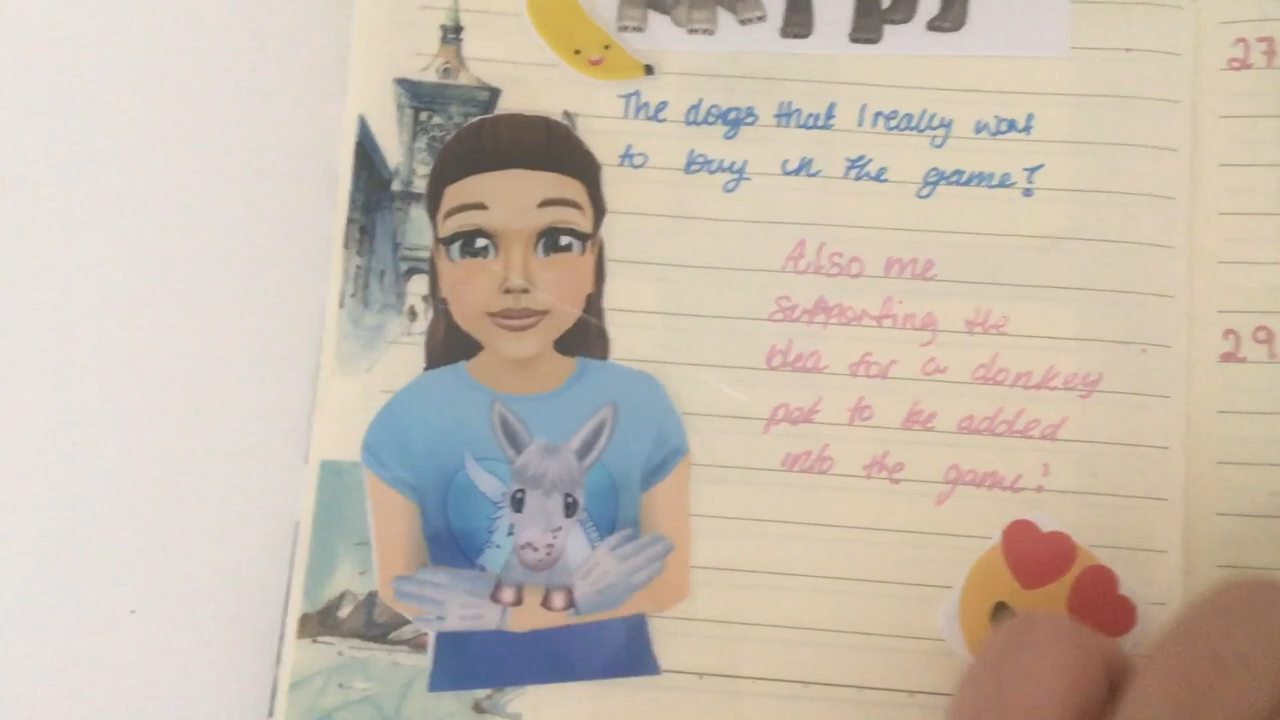 The dogs that I really want
to buy in the game!
Also me
supporting the
idea for a donkey
pet to be added
into the game!
27
29